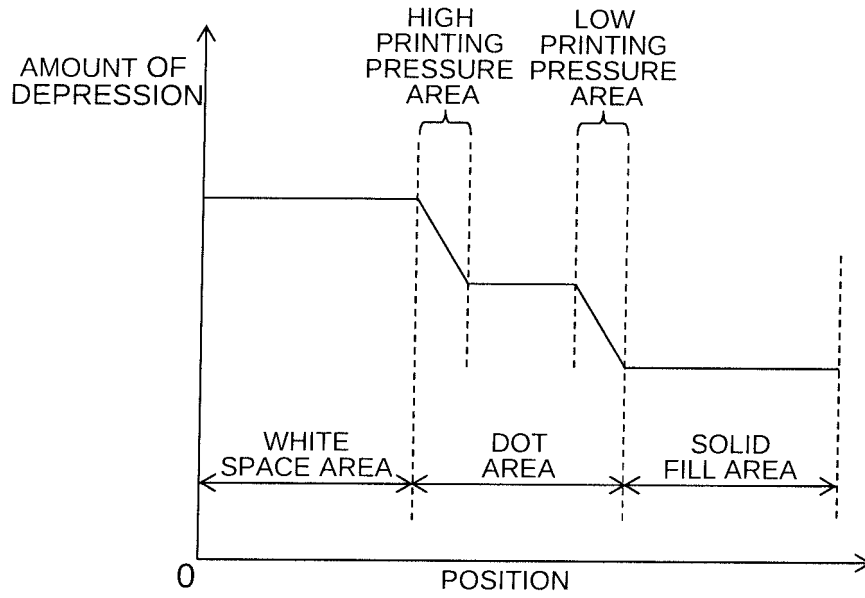 HIGH
PRINTING
PRESSURE
AREA
LOW
PRINTING
PRESSURE
AREA
AMOUNT OF
DEPRESSION
WHITE
SPACE AREA
DOT
AREA
SOLID
FILL AREA
0
POSITION